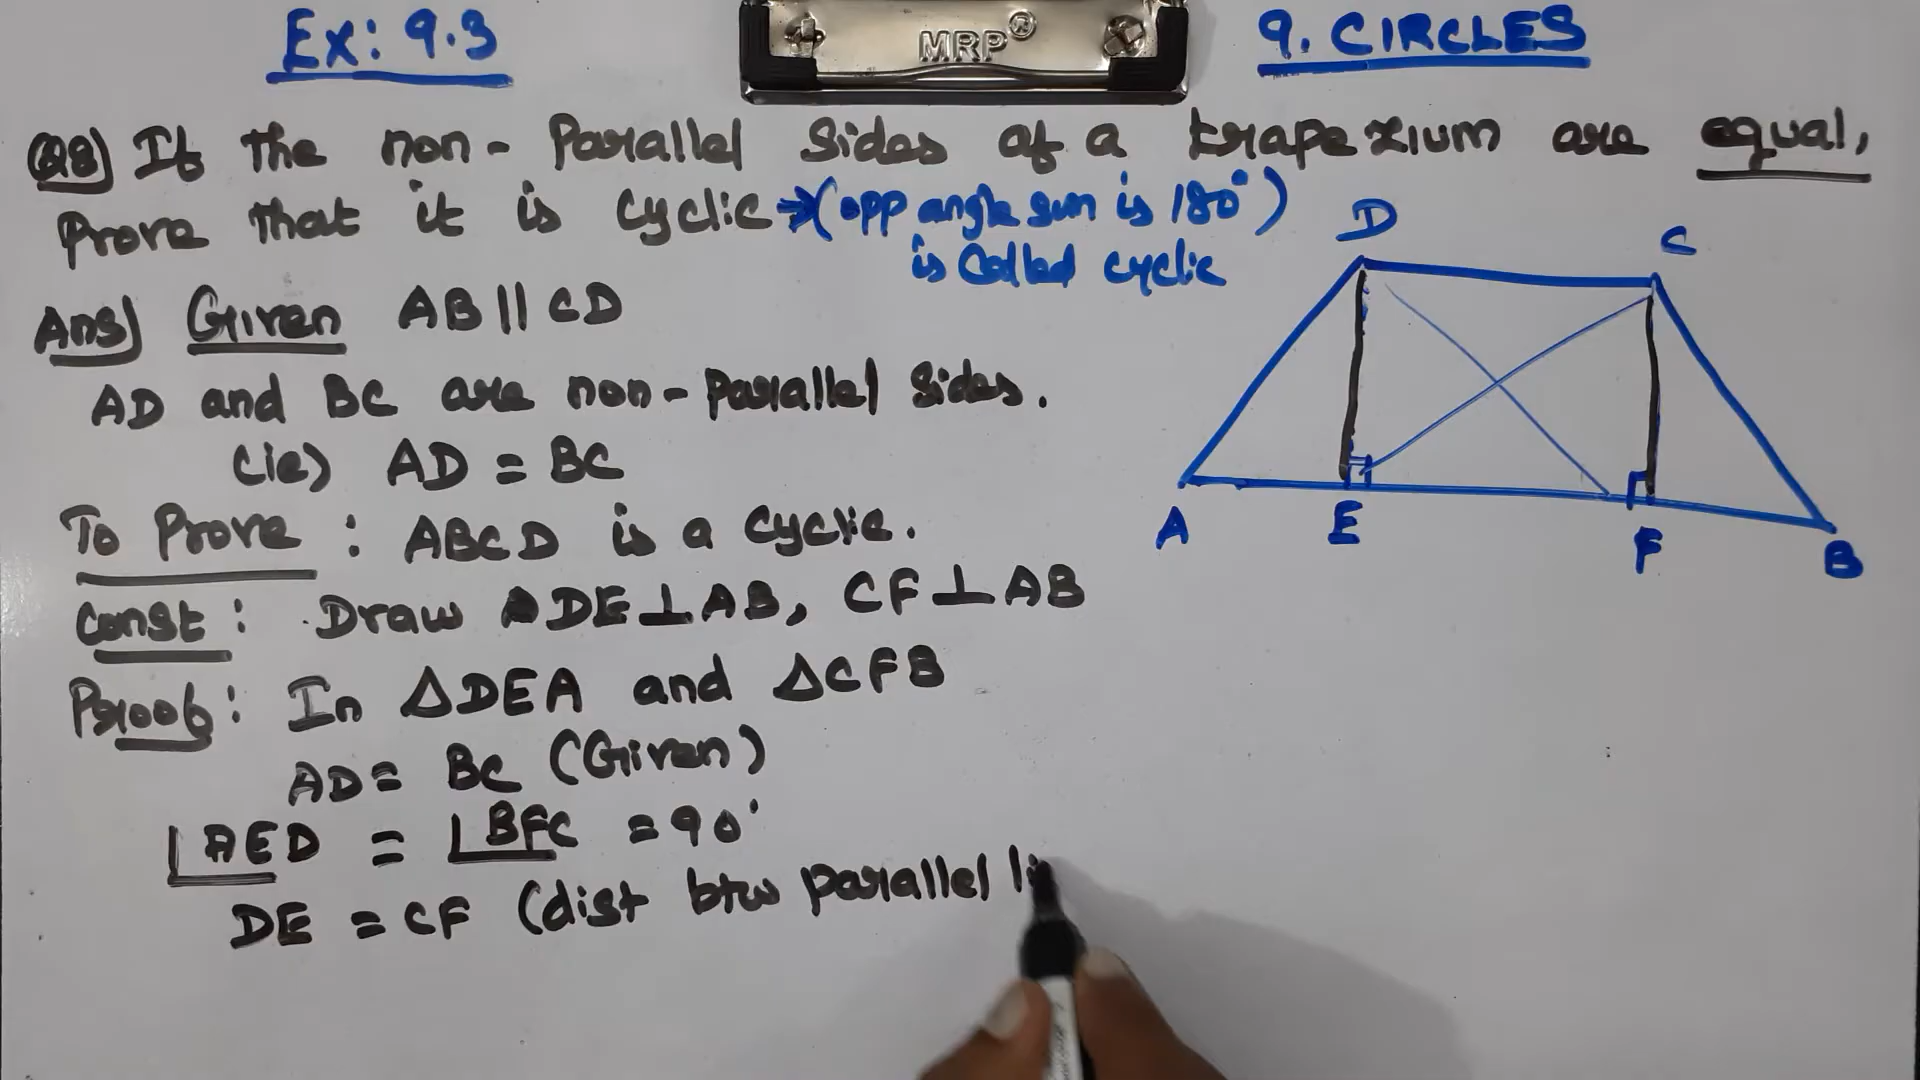 Ex: 9.3
MRP®
9. CIRCLES
Q8) If the non-Parallel Sides of a trapezium are equal,
Prove that it is cyclic → (opp angle sum is 180°)
is called cyclic
Ans) Given AB || CD
AD and BC are non-parallel sides.
(ie) AD = BC
To Prove : ABCD is a cyclic.
Const : Draw DE⊥AB, CF⊥AB
Proof : In ΔDEA and ΔCFB
AD = BC (Given)
∠AED = ∠BFC = 90°
DE = CF (dist btw parallel li
D
C
A
E
F
B